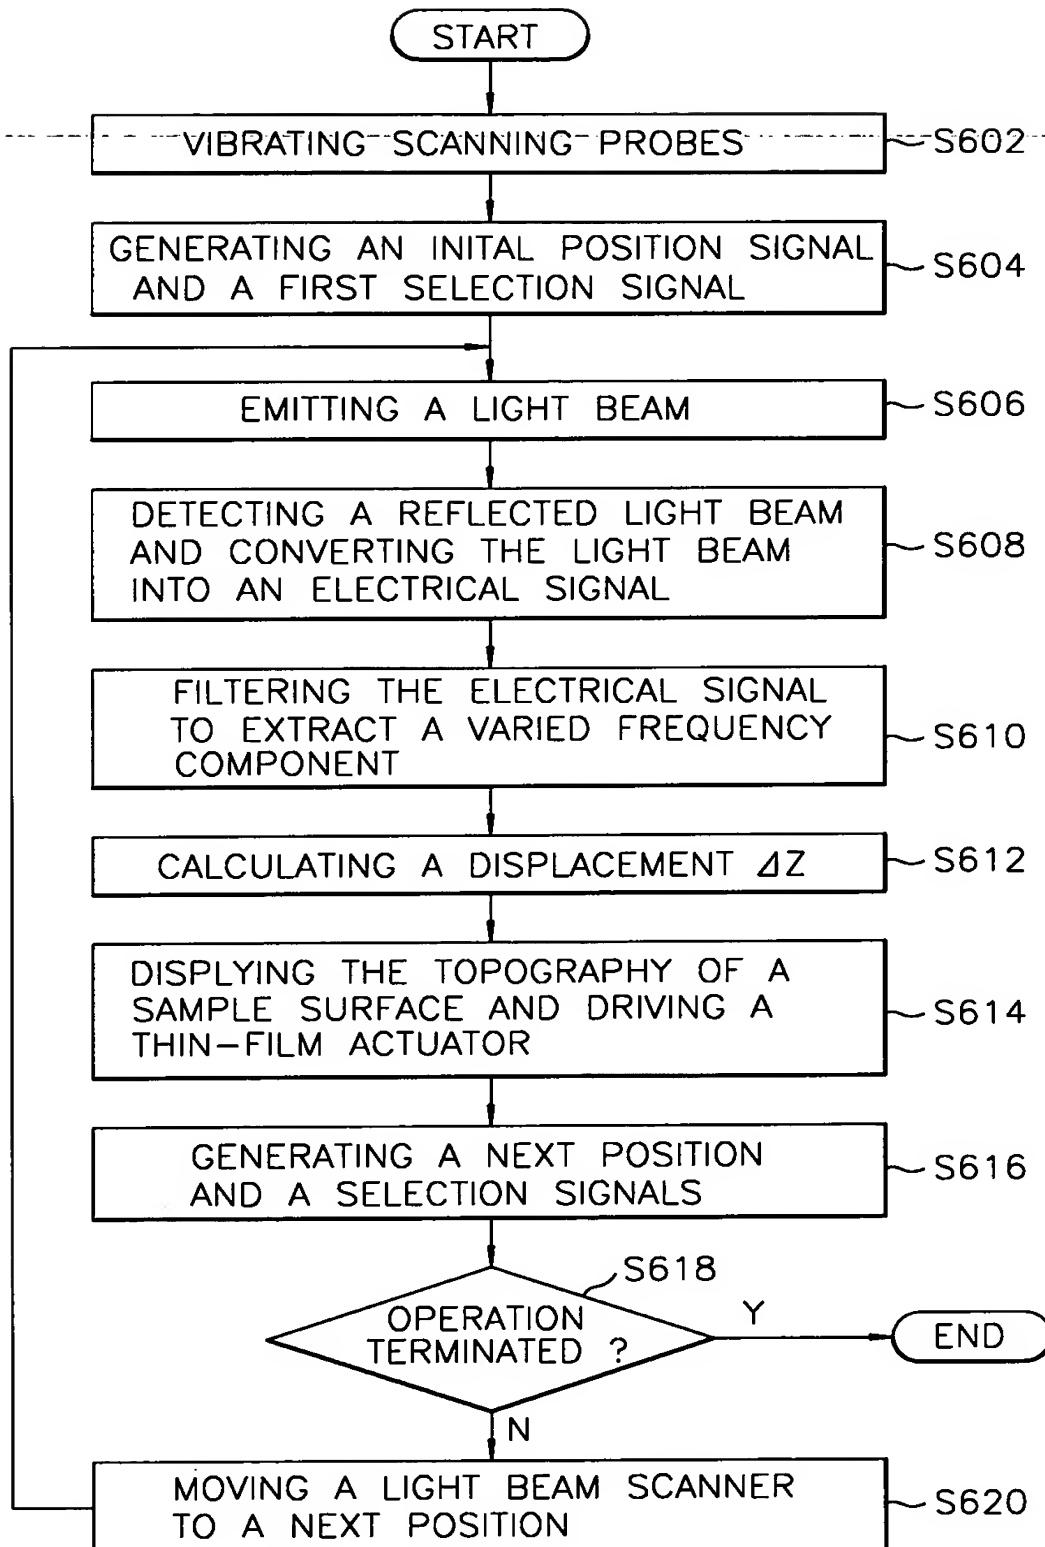 START
VIBRATING SCANNING PROBES
S602
GENERATING AN INITAL POSITION SIGNAL
AND A FIRST SELECTION SIGNAL
S604
EMITTING A LIGHT BEAM
S606
DETECTING A REFLECTED LIGHT BEAM
AND CONVERTING THE LIGHT BEAM
INTO AN ELECTRICAL SIGNAL
S608
FILTERING THE ELECTRICAL SIGNAL
TO EXTRACT A VARIED FREQUENCY
COMPONENT
S610
CALCULATING A DISPLACEMENT ΔZ
S612
DISPLYING THE TOPOGRAPHY OF A
SAMPLE SURFACE AND DRIVING A
THIN-FILM ACTUATOR
S614
GENERATING A NEXT POSITION
AND A SELECTION SIGNALS
S616
S618
OPERATION
TERMINATED ?
Y
END
N
MOVING A LIGHT BEAM SCANNER
TO A NEXT POSITION
S620